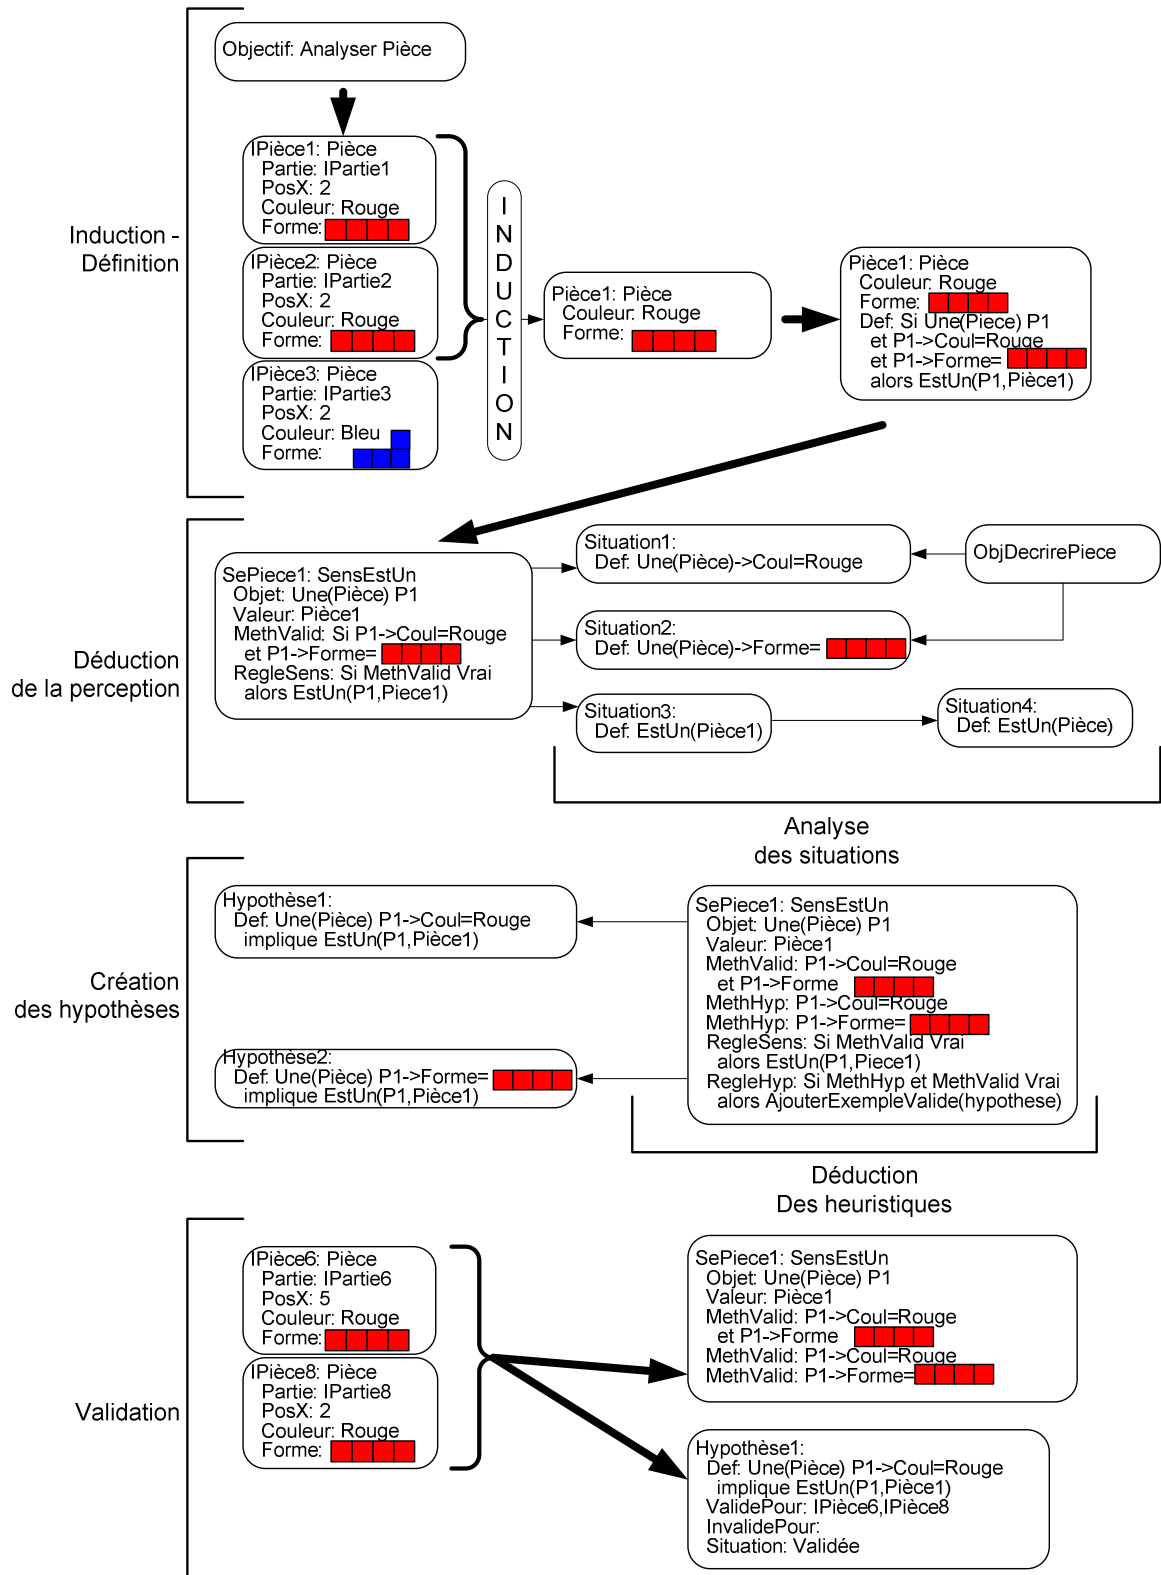 Objectif: Analyser Pièce
Induction -
Définition
IPièce1: Pièce
Partie: IPartie1
PosX: 2
Couleur: Rouge
Forme:
IPièce2: Pièce
Partie: IPartie2
PosX: 2
Couleur: Rouge
Forme:
IPièce3: Pièce
Partie: IPartie3
PosX: 2
Couleur: Bleu
Forme:
I
N
D
U
C
T
I
O
N
Pièce1: Pièce
Couleur: Rouge
Forme:
Pièce1: Pièce
Couleur: Rouge
Forme:
Def: Si Une(Piece) P1
et P1->Coul=Rouge
et P1->Forme=
alors EstUn(P1,Pièce1)
Déduction
de la perception
SePiece1: SensEstUn
Objet: Une(Pièce) P1
Valeur: Pièce1
MethValid: Si P1->Coul=Rouge
et P1->Forme=
RegleSens: Si MethValid Vrai
alors EstUn(P1,Piece1)
Situation1:
Def: Une(Pièce)->Coul=Rouge
ObjDecrirePiece
Situation2:
Def: Une(Pièce)->Forme=
Situation3:
Def: EstUn(Pièce1)
Situation4:
Def: EstUn(Pièce)
Analyse
des situations
Création
des hypothèses
Hypothèse1:
Def: Une(Pièce) P1->Coul=Rouge
implique EstUn(P1,Pièce1)
Hypothèse2:
Def: Une(Pièce) P1->Forme=
implique EstUn(P1,Pièce1)
SePiece1: SensEstUn
Objet: Une(Pièce) P1
Valeur: Pièce1
MethValid: P1->Coul=Rouge
et P1->Forme
MethHyp: P1->Coul=Rouge
MethHyp: P1->Forme=
RegleSens: Si MethValid Vrai
alors EstUn(P1,Piece1)
RegleHyp: Si MethHyp et MethValid Vrai
alors AjouterExempleValide(hypothese)
Déduction
Des heuristiques
Validation
IPièce6: Pièce
Partie: IPartie6
PosX: 5
Couleur: Rouge
Forme:
IPièce8: Pièce
Partie: IPartie8
PosX: 2
Couleur: Rouge
Forme:
SePiece1: SensEstUn
Objet: Une(Pièce) P1
Valeur: Pièce1
MethValid: P1->Coul=Rouge
et P1->Forme
MethValid: P1->Coul=Rouge
MethValid: P1->Forme=
Hypothèse1:
Def: Une(Pièce) P1->Coul=Rouge
implique EstUn(P1,Pièce1)
ValidePour: IPièce6,IPièce8
InvalidePour:
Situation: Validée